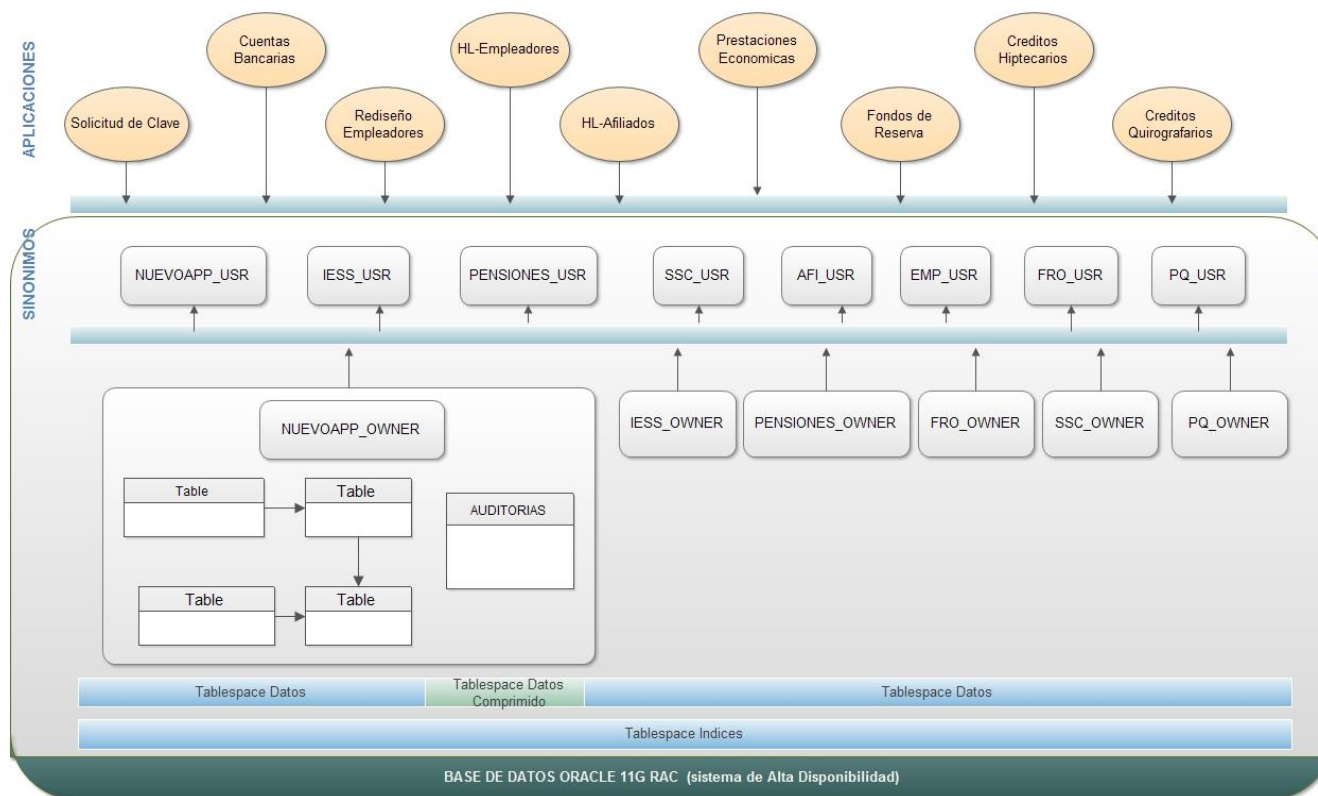 APLICACIONES
Cuentas
Bancarias
HL-Empleadores
Prestaciones
Economicas
Creditos
Hiptecarios
Solicitud de Clave
Rediseño
Empleadores
HL-Afiliados
Fondos de
Reserva
Creditos
Quirografarios
SINONIMOS
NUEVOAPP_USR
IESS_USR
PENSIONES_USR
SSC_USR
AFI_USR
EMP_USR
FRO_USR
PQ_USR
NUEVOAPP_OWNER
IESS_OWNER
PENSIONES_OWNER
FRO_OWNER
SSC_OWNER
PQ_OWNER
Table
Table
AUDITORIAS
Table
Table
Tablespace Datos
Tablespace Datos
Comprimido
Tablespace Datos
Tablespace Indices
BASE DE DATOS ORACLE 11G RAC (sistema de Alta Disponibilidad)